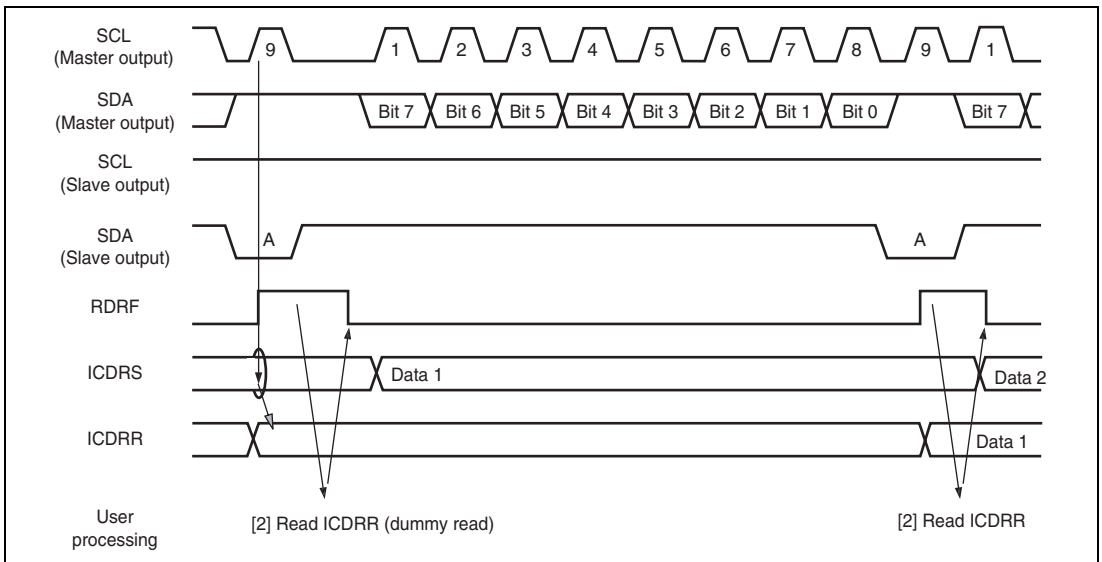 SCL
(Master output)
9 1 2 3 4 5 6 7 8 9 1
SDA
(Master output)
Bit 7 Bit 6 Bit 5 Bit 4 Bit 3 Bit 2 Bit 1 Bit 0 Bit 7
SCL
(Slave output)
SDA
(Slave output)
A A
RDRF
ICDRS
Data 1 Data 2
ICDRR
Data 1
User
processing
[2] Read ICDRR (dummy read) [2] Read ICDRR